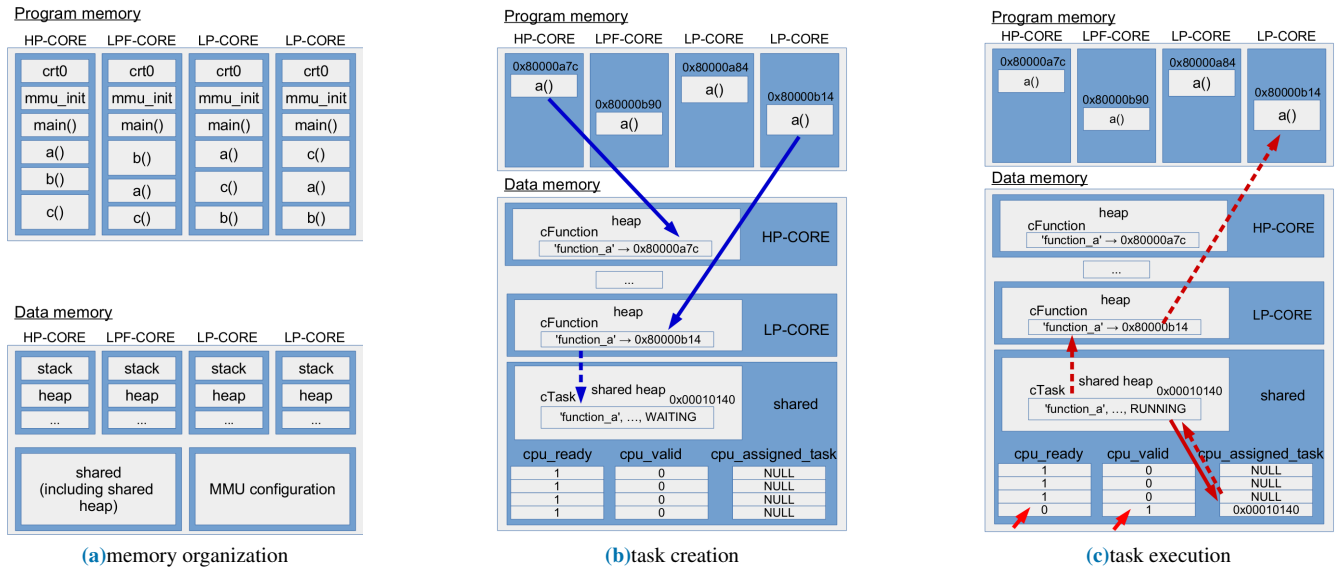 Program memory
HP-CORE LPF-CORE LP-CORE LP-CORE
crt0 crt0 crt0 crt0
mmu_init mmu_init mmu_init mmu_init
main() main() main() main()
a() b() a() c()
b() a() c() a()
c() c() b() b()
Data memory
HP-CORE LPF-CORE LP-CORE LP-CORE
stack stack stack stack
heap heap heap heap
... ... ... ...
shared
(including shared
heap)
MMU configuration
(a)memory organization
Program memory
HP-CORE LPF-CORE LP-CORE LP-CORE
0x80000a7c 0x80000a84
a() a()
0x80000b90 0x80000b14
a() a()
Data memory
heap
cFunction
HP-CORE
'function_a' → 0x80000a7c
...
heap
cFunction
LP-CORE
'function_a' → 0x80000b14
shared heap
cTask 0x00010140
shared
'function_a', …, WAITING
cpu_ready cpu_valid cpu_assigned_task
1 0 NULL
1 0 NULL
1 0 NULL
1 0 NULL
(b)task creation
Program memory
HP-CORE LPF-CORE LP-CORE LP-CORE
0x80000a7c 0x80000a84
a() a()
0x80000b90 0x80000b14
a() a()
Data memory
heap
cFunction
HP-CORE
'function_a' → 0x80000a7c
...
heap
cFunction
LP-CORE
'function_a' → 0x80000b14
shared heap
cTask 0x00010140
shared
'function_a', …, RUNNING
cpu_ready cpu_valid cpu_assigned_task
1 0 NULL
1 0 NULL
1 0 NULL
0 1 0x00010140
(c)task execution